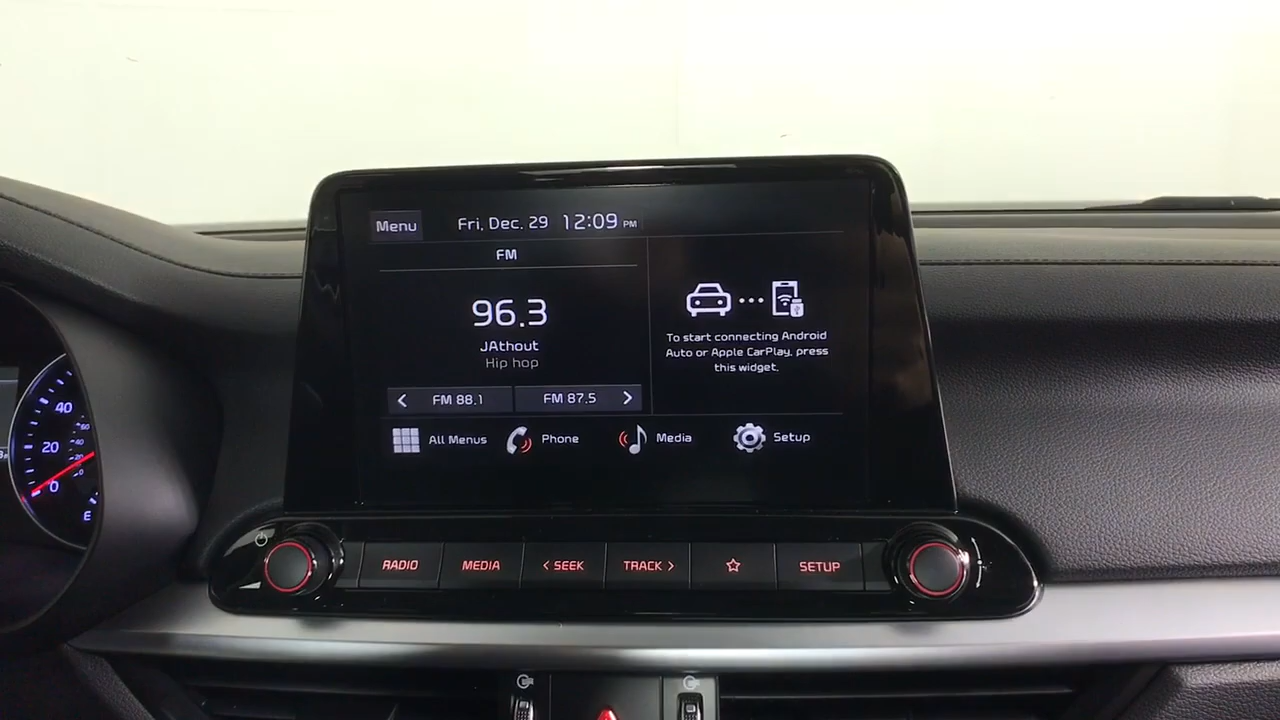 Menu
Fri, Dec. 29 12:09 PM
FM
96.3
JAthout
Hip hop
< FM 88.1
FM 87.5 >
To start connecting Android
Auto or Apple CarPlay, press
this widget.
All Menus
Phone
Media
Setup
RADIO
MEDIA
< SEEK
TRACK >
☆
SETUP
40
20
0
E